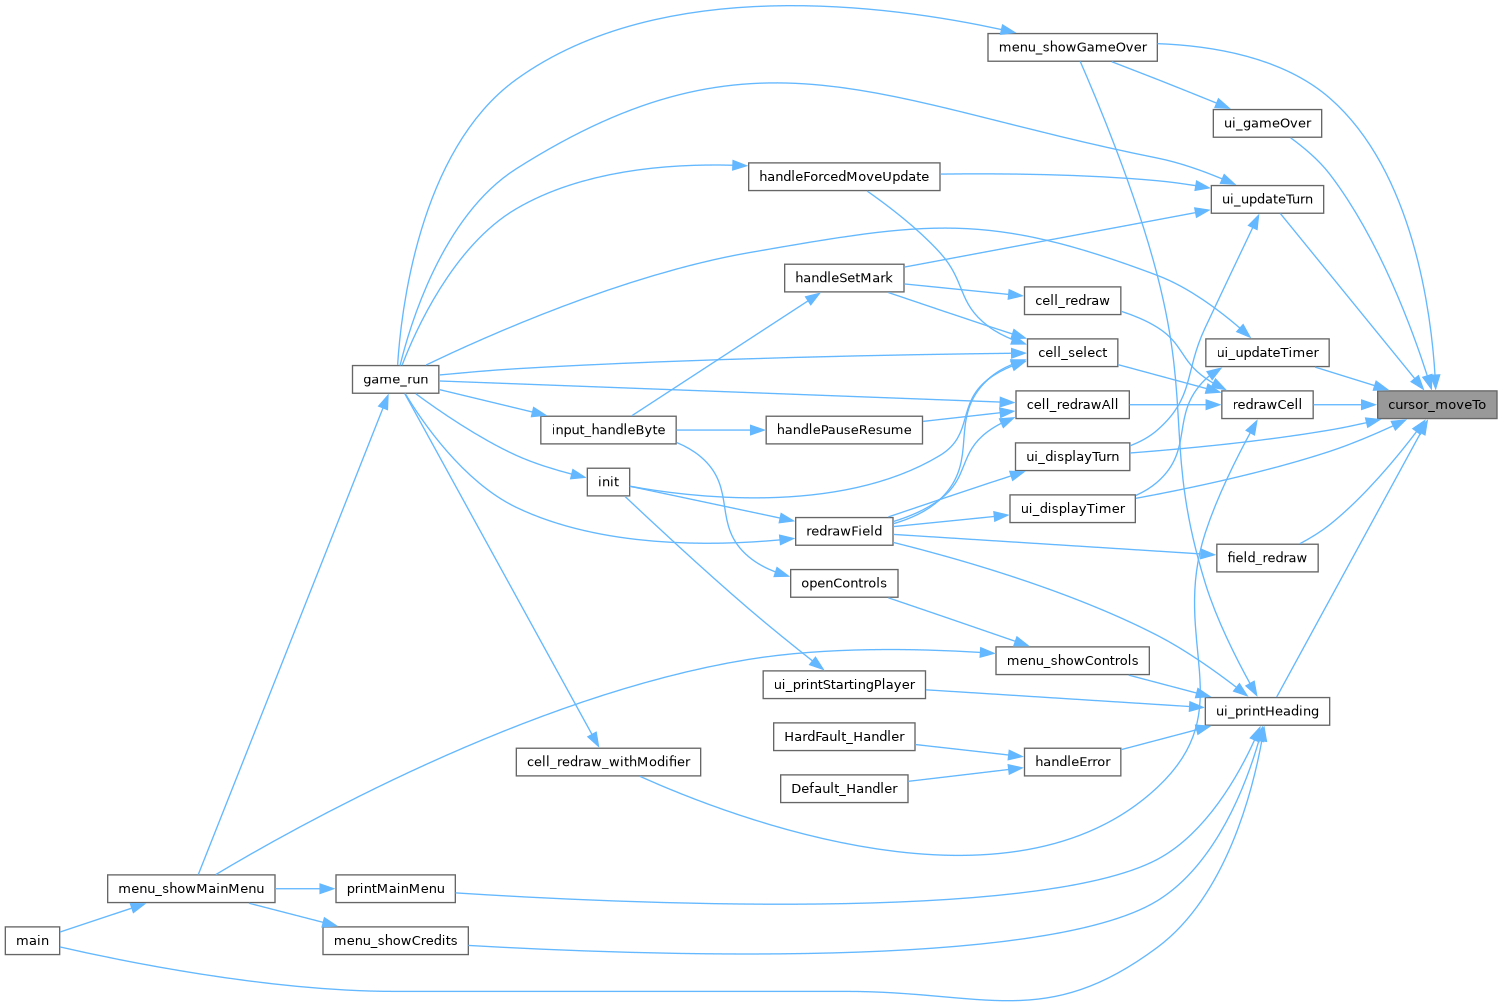 menu_showGameOver
ui_gameOver
handleForcedMoveUpdate
ui_updateTurn
handleSetMark
cell_redraw
cell_select
ui_updateTimer
game_run
cell_redrawAll
redrawCell
cursor_moveTo
input_handleByte
handlePauseResume
ui_displayTurn
init
ui_displayTimer
redrawField
field_redraw
openControls
menu_showControls
ui_printStartingPlayer
ui_printHeading
HardFault_Handler
cell_redraw_withModifier
handleError
Default_Handler
menu_showMainMenu
printMainMenu
main
menu_showCredits